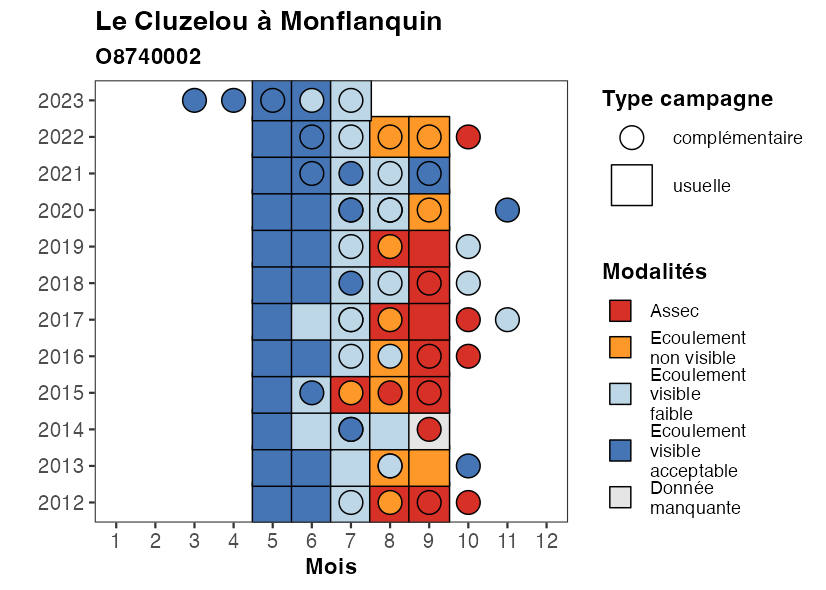 Le Cluzelou à Monflanquin
O8740002
2023
2022
2021
2020
2019
2018
2017
2016
2015
2014
2013
2012
1 2 3 4 5 6 7 8 9 10 11 12
Mois
Type campagne
complémentaire
usuelle
Modalités
Assec
Ecoulement
non visible
Ecoulement
visible
faible
Ecoulement
visible
acceptable
Donnée
manquante